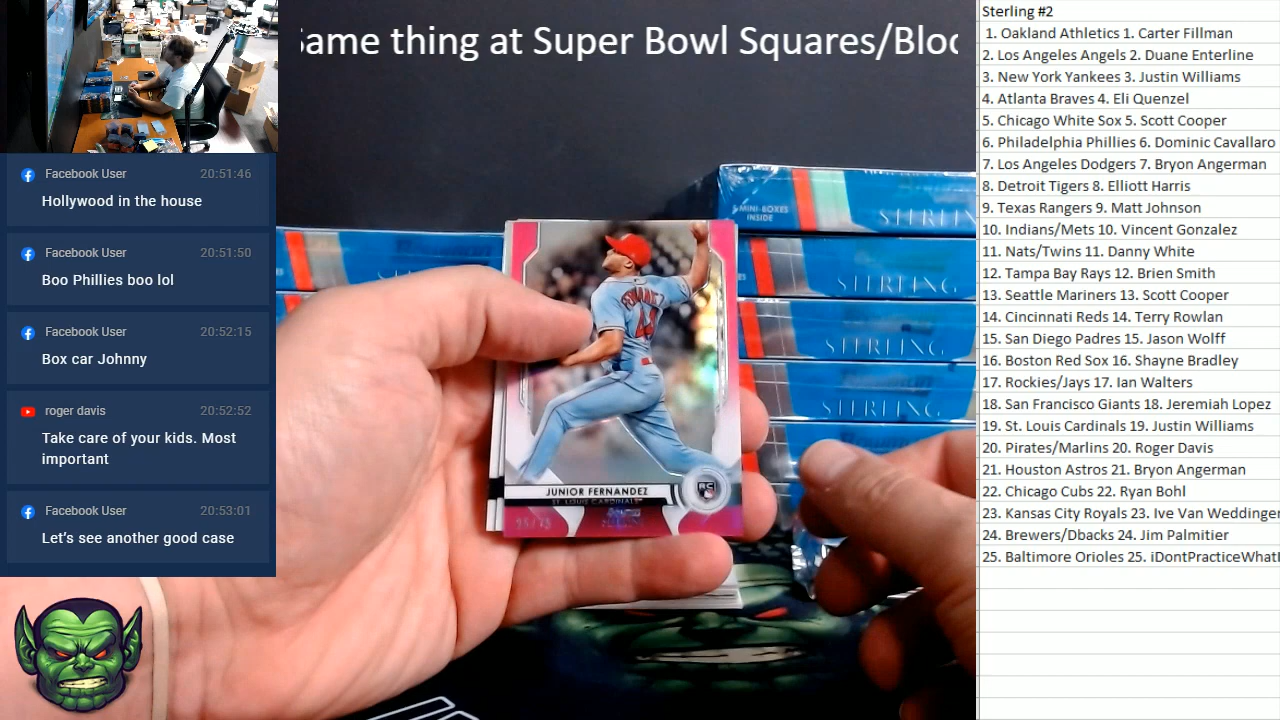 Same thing at Super Bowl Squares/Bloc
Facebook User 20:51:46
Hollywood in the house
Facebook User 20:51:50
Boo Phillies boo lol
Facebook User 20:52:15
Box car Johnny
roger davis 20:52:52
Take care of your kids. Most
important
Facebook User 20:53:01
Let's see another good case
MINI-BOXES
INSIDE
STERLING
STERLING
STERLING
STERLING
FERNANDEZ
44
JUNIOR FERNANDEZ
ST. LOUIS CARDINALS
RC
Sterling #2
1. Oakland Athletics 1. Carter Fillman
2. Los Angeles Angels 2. Duane Enterline
3. New York Yankees 3. Justin Williams
4. Atlanta Braves 4. Eli Quenzel
5. Chicago White Sox 5. Scott Cooper
6. Philadelphia Phillies 6. Dominic Cavallaro
7. Los Angeles Dodgers 7. Bryon Angerman
8. Detroit Tigers 8. Elliott Harris
9. Texas Rangers 9. Matt Johnson
10. Indians/Mets 10. Vincent Gonzalez
11. Nats/Twins 11. Danny White
12. Tampa Bay Rays 12. Brien Smith
13. Seattle Mariners 13. Scott Cooper
14. Cincinnati Reds 14. Terry Rowlan
15. San Diego Padres 15. Jason Wolff
16. Boston Red Sox 16. Shayne Bradley
17. Rockies/Jays 17. Ian Walters
18. San Francisco Giants 18. Jeremiah Lopez
19. St. Louis Cardinals 19. Justin Williams
20. Pirates/Marlins 20. Roger Davis
21. Houston Astros 21. Bryon Angerman
22. Chicago Cubs 22. Ryan Bohl
23. Kansas City Royals 23. Ive Van Weddinger
24. Brewers/Dbacks 24. Jim Palmitier
25. Baltimore Orioles 25. iDontPracticeWhatI